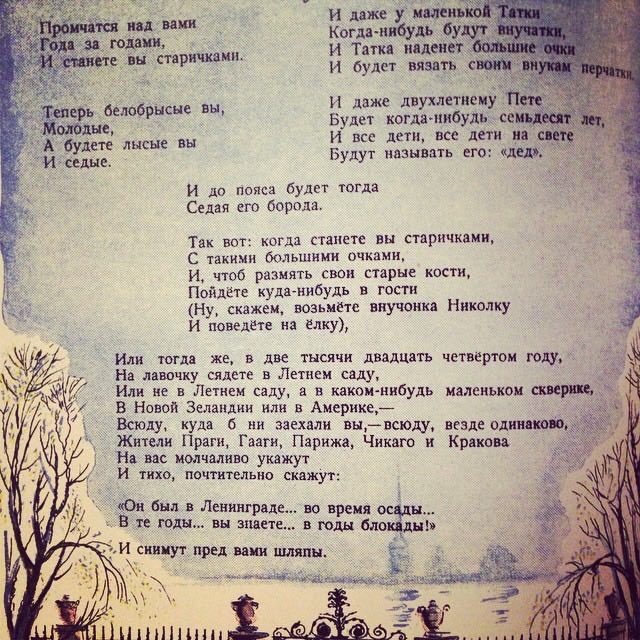 Промчатся над вами
Года за годами,
И станете вы старичками.
Теперь белобрысые вы,
Молодые,
А будете лысые вы
И седые.
И даже у маленькой Татки
Когда-нибудь будут внучатки,
И Татка наденет большие очки
И будет вязать своим внукам перчатки,
И даже двухлетнему Пете
Будет когда-нибудь семьдесят лет,
И все дети, все дети на свете
Будут называть его: «дед».
И до пояса будет тогда
Седая его борода.
Так вот: когда станете вы старичками,
С такими большими очками,
И, чтоб размять свои старые кости,
Пойдёте куда-нибудь в гости
(Ну, скажем, возьмёте внучонка Николку
И поведёте на ёлку),
Или тогда же, в две тысячи двадцать четвёртом году,
На лавочку сядете в Летнем саду,
Или не в Летнем саду, а в каком-нибудь маленьком скверике,
В Новой Зеландии или в Америке,—
Всюду, куда б ни заехали вы,—всюду, везде одинаково,
Жители Праги, Гааги, Парижа, Чикаго и Кракова
На вас молчаливо укажут
И тихо, почтительно скажут:
«Он был в Ленинграде... во время осады...
В те годы... вы знаете... в годы блокады!»
И снимут пред вами шляпы.